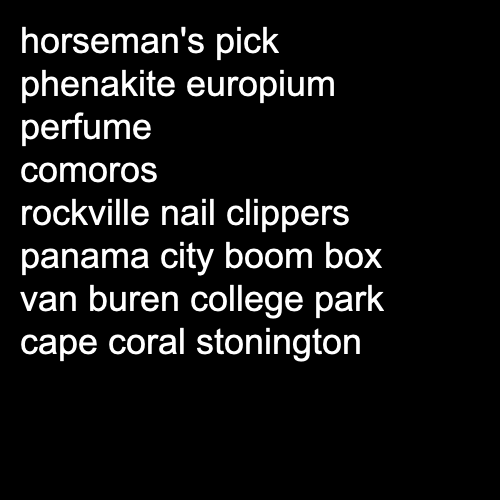 horseman's pick
phenakite europium
perfume
comoros
rockville nail clippers
panama city boom box
van buren college park
cape coral stonington